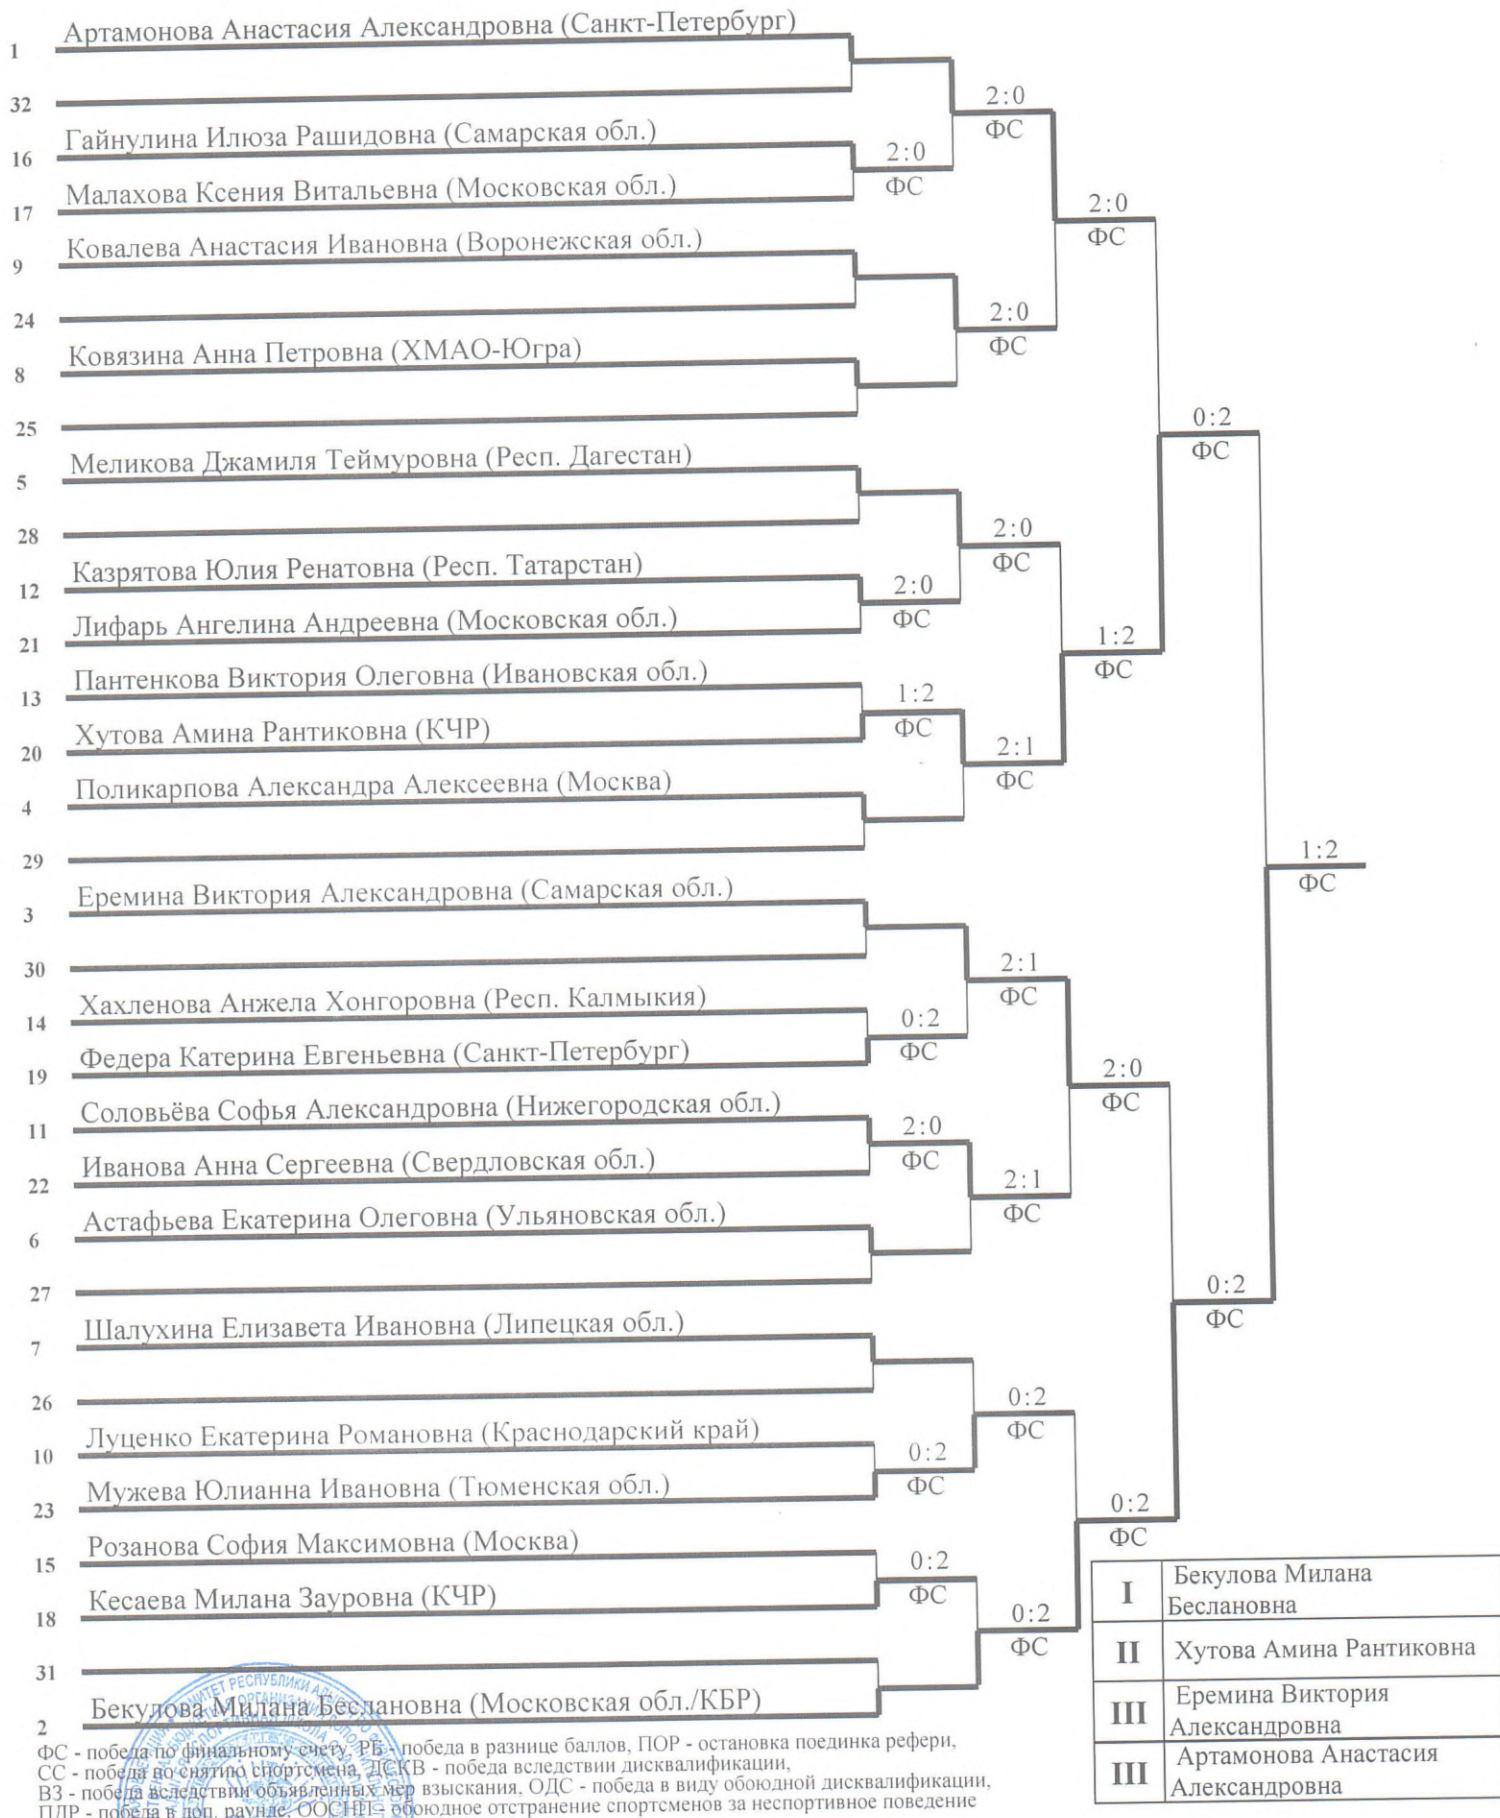 1 Артамонова Анастасия Александровна (Санкт-Петербург)
32
16 Гайнулина Илюза Рашидовна (Самарская обл.)
17 Малахова Ксения Витальевна (Московская обл.)
9 Ковалева Анастасия Ивановна (Воронежская обл.)
24
8 Ковязина Анна Петровна (ХМАО-Югра)
25
5 Меликова Джамиля Теймуровна (Респ. Дагестан)
28
12 Казрятова Юлия Ренатовна (Респ. Татарстан)
21 Лифарь Ангелина Андреевна (Московская обл.)
13 Пантенкова Виктория Олеговна (Ивановская обл.)
20 Хутова Амина Рантиковна (КЧР)
4 Поликарпова Александра Алексеевна (Москва)
29
3 Еремина Виктория Александровна (Самарская обл.)
30
14 Хахленова Анжела Хонгоровна (Респ. Калмыкия)
19 Федера Катерина Евгеньевна (Санкт-Петербург)
11 Соловьёва Софья Александровна (Нижегородская обл.)
22 Иванова Анна Сергеевна (Свердловская обл.)
6 Астафьева Екатерина Олеговна (Ульяновская обл.)
27
7 Шалухина Елизавета Ивановна (Липецкая обл.)
26
10 Луценко Екатерина Романовна (Краснодарский край)
23 Мужева Юлианна Ивановна (Тюменская обл.)
15 Розанова София Максимовна (Москва)
18 Кесаева Милана Зауровна (КЧР)
31
2 Бекулова Милана Беслановна (Московская обл./КБР)
2:0
ФС
2:0
ФС
1:2
ФС
0:2
ФС
2:0
ФС
0:2
ФС
0:2
ФС
2:0
ФС
2:0
ФС
2:0
ФС
2:1
ФС
2:1
ФС
2:1
ФС
0:2
ФС
0:2
ФС
2:0
ФС
1:2
ФС
2:0
ФС
0:2
ФС
0:2
ФС
0:2
ФС
1:2
ФС
I Бекулова Милана
Беслановна
II Хутова Амина Рантиковна
III Еремина Виктория
Александровна
III Артамонова Анастасия
Александровна
ФС - победа по финальному счету, РБ - победа в разнице баллов, ПОР - остановка поединка рефери,
СС - победа по снятию спортсмена, ДСКВ - победа вследствии дисквалификации,
ВЗ - победа вследствии объявленных мер взыскания, ОДС - победа в виду обоюдной дисквалификации,
ПДР - победа в доп. раунде, ООСНП - обоюдное отстранение спортсменов за неспортивное поведение